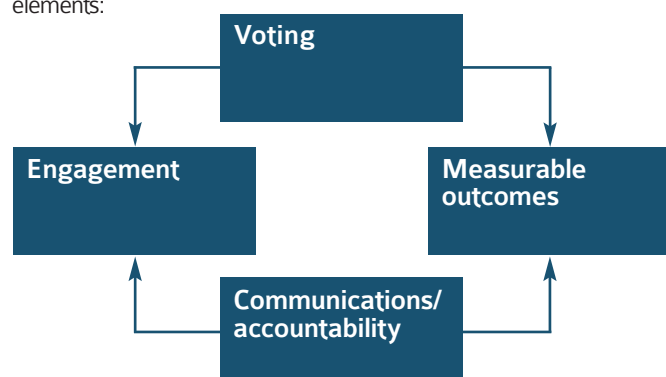 elements:
Voting
Engagement
Measurable
outcomes
Communications/
accountability